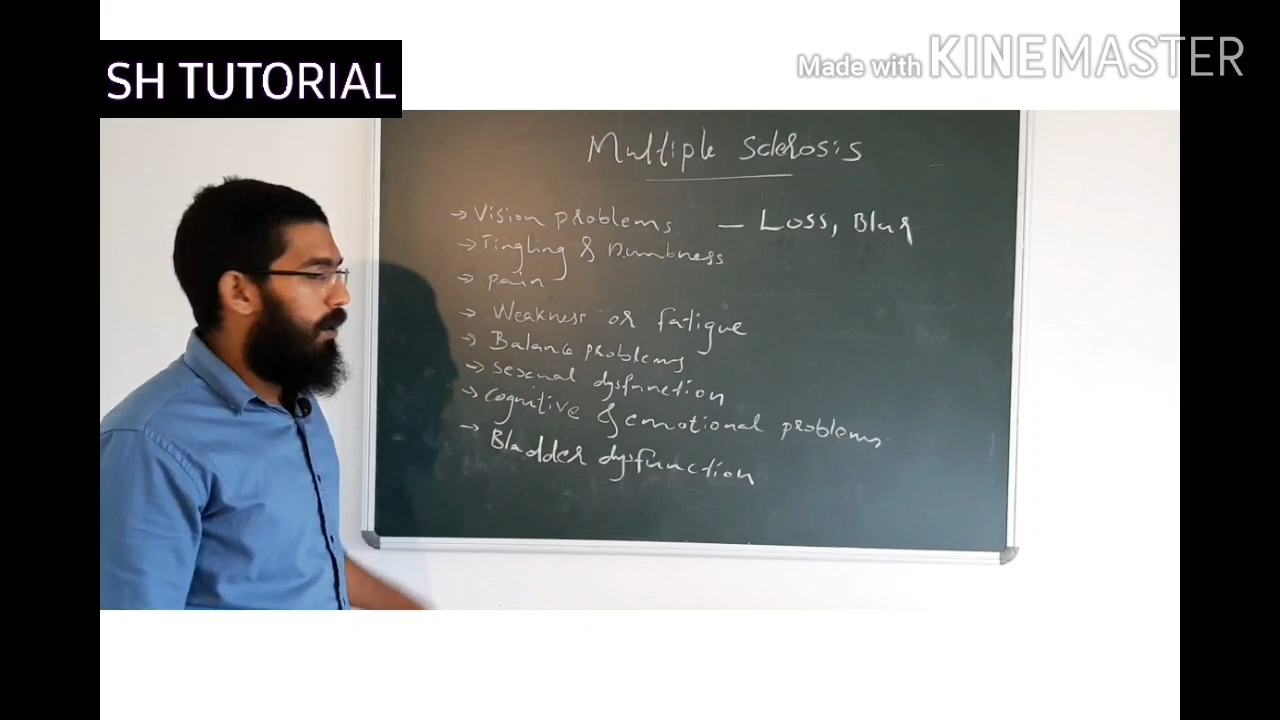 SH TUTORIAL
Made with KINEMASTER
Multiple Sclerosis
→ Vision problems – Loss, Blur
→ Tingling & Numbness
→ pain
→ Weakness or fatigue
→ Balance problems
→ sexual dysfunction
→ cognitive & emotional problems
→ Bladder dysfunction